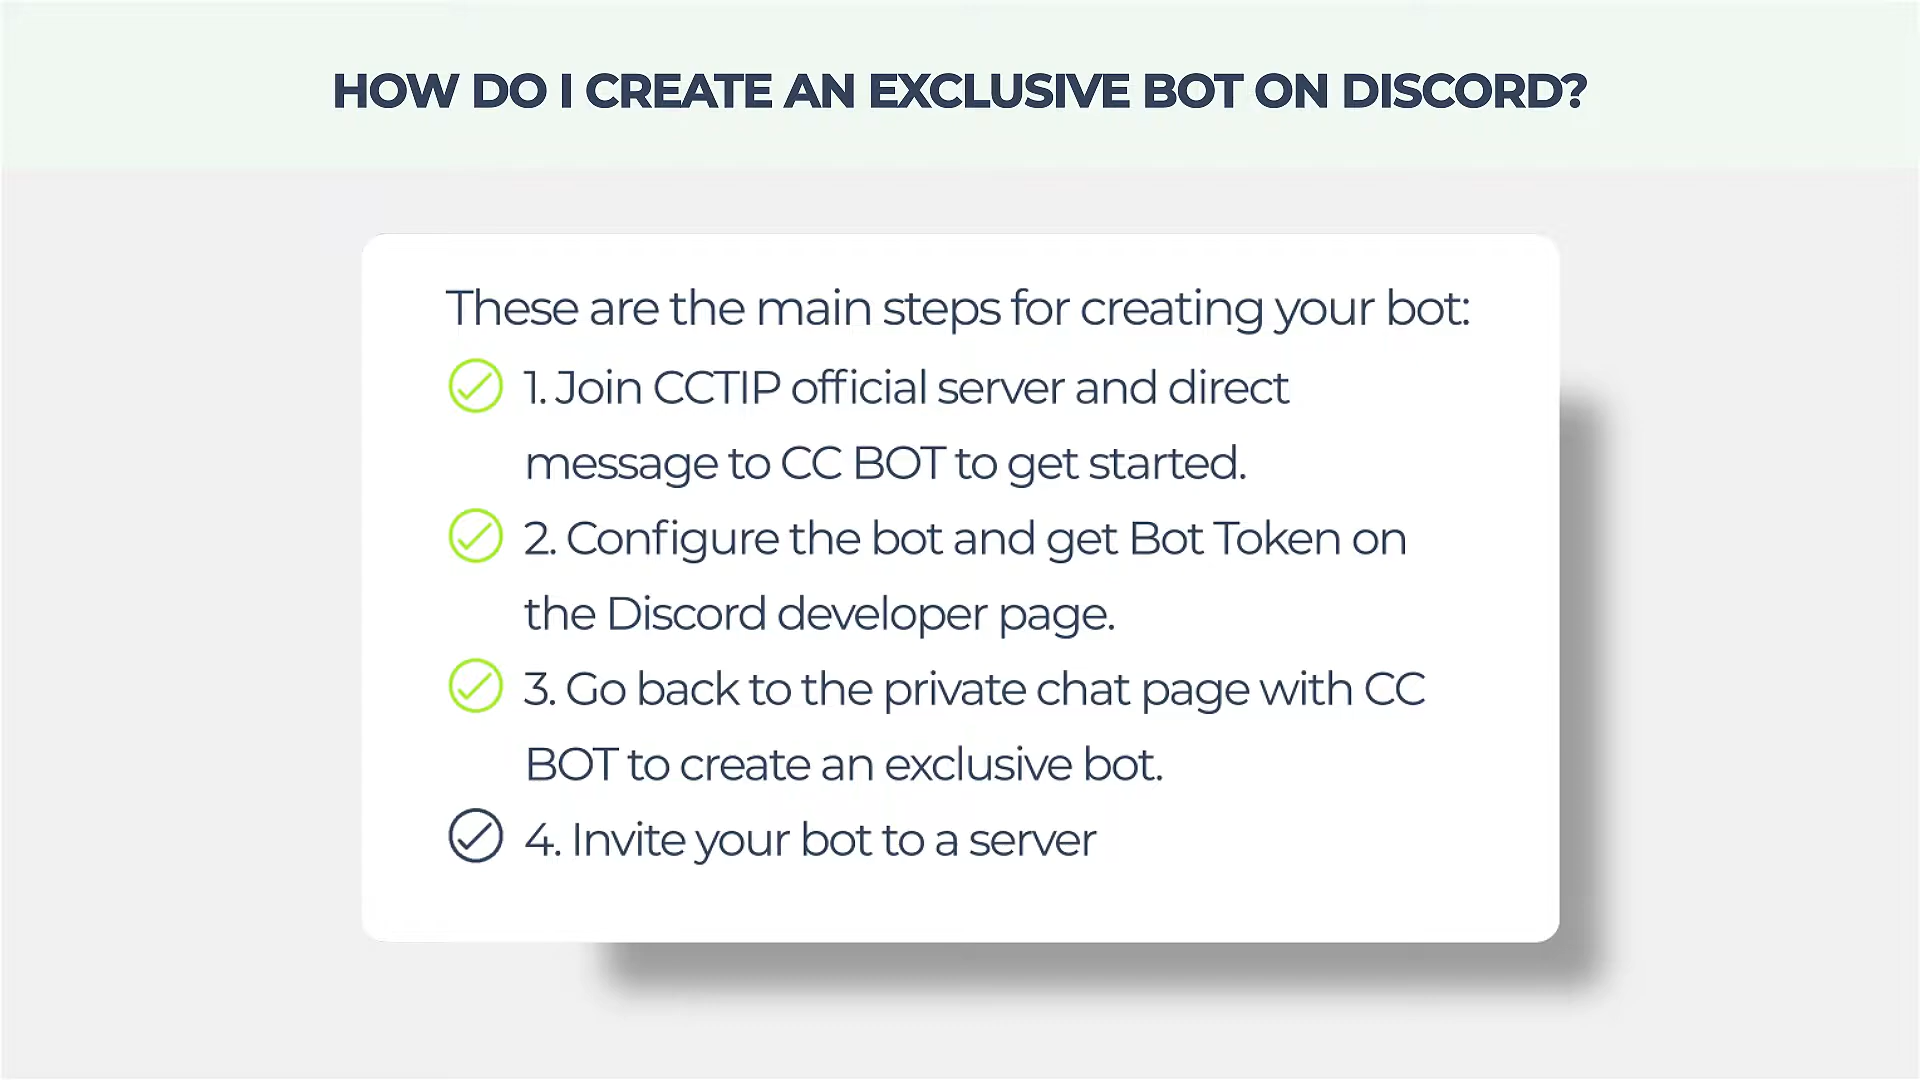 HOW DO I CREATE AN EXCLUSIVE BOT ON DISCORD?
These are the main steps for creating your bot:
1. Join CCTIP official server and direct
message to CC BOT to get started.
2. Configure the bot and get Bot Token on
the Discord developer page.
3. Go back to the private chat page with CC
BOT to create an exclusive bot.
4. Invite your bot to a server